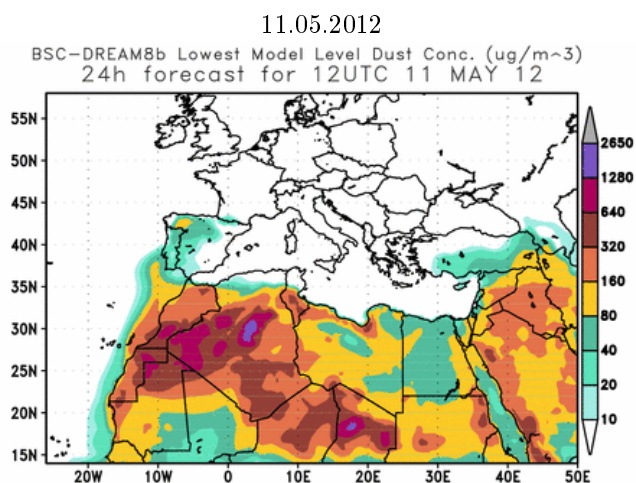 11.05.2012
BSC-DREAM8b Lowest Model Level Dust Conc. (ug/m^3)
24h forecast for 12UTC 11 MAY 12
55N
50N
45N
40N
35N
30N
25N
20N
15N
20W 10W 0 10E 20E 30E 40E 50E
2650
1280
640
320
160
80
40
20
10